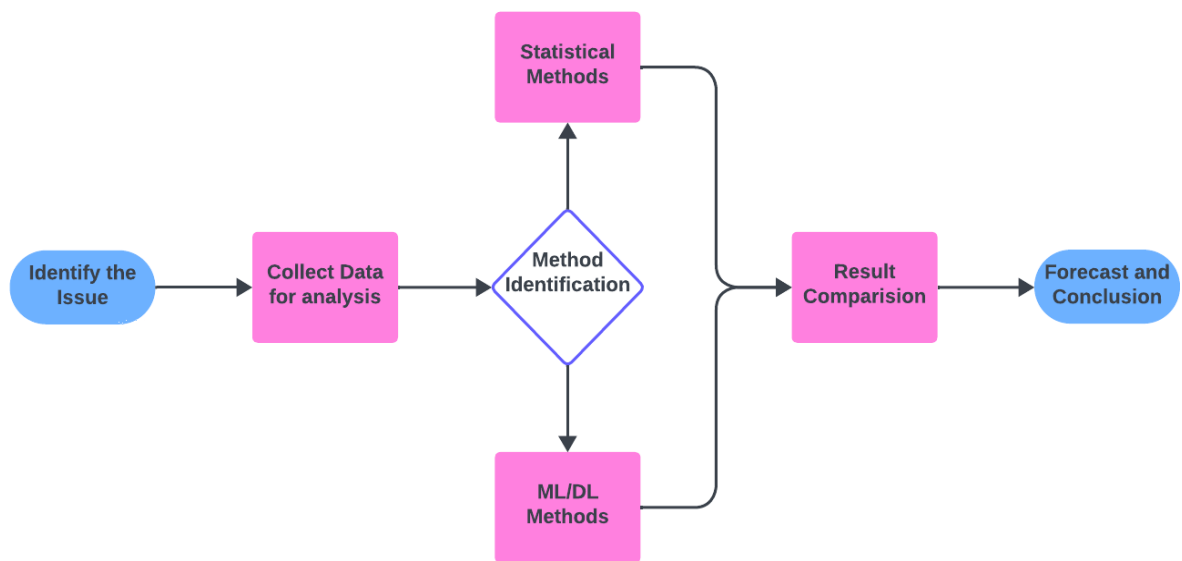 Statistical
Methods
Identify the
Issue
Collect Data
for analysis
Method
Identification
Result
Comparision
Forecast and
Conclusion
ML/DL
Methods